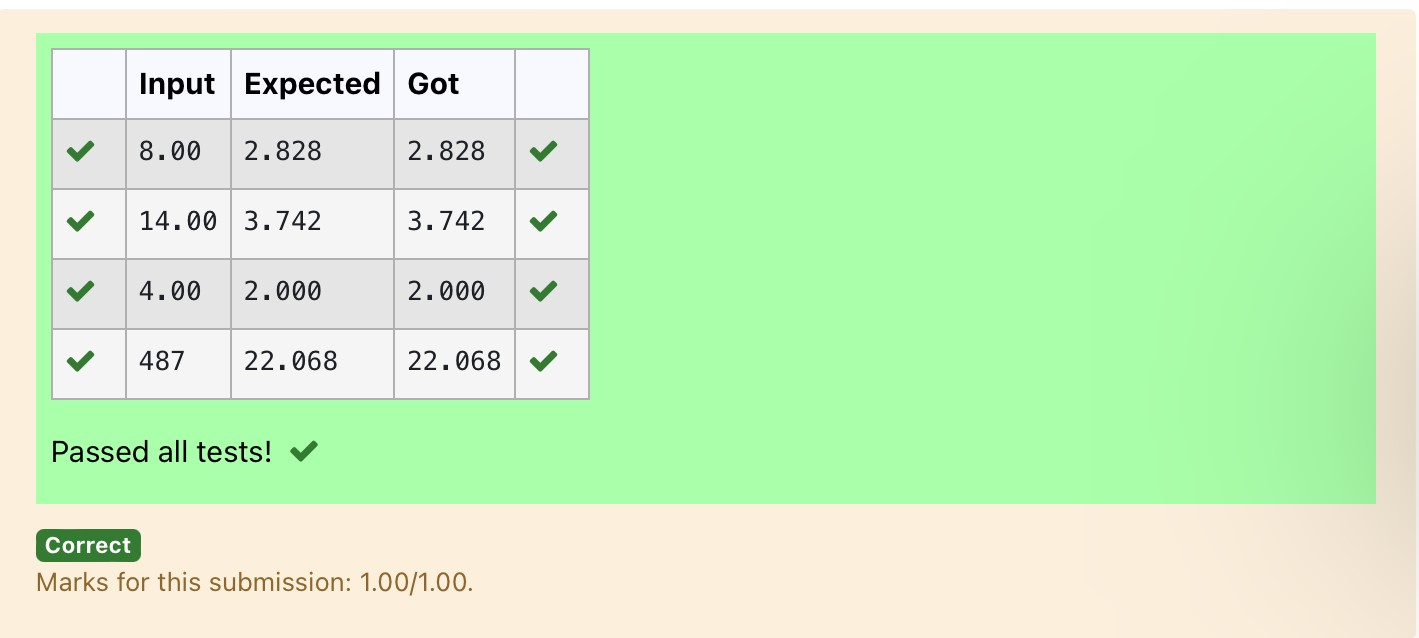 Input Expected Got
8.00 2.828 2.828
14.00 3.742 3.742
4.00 2.000 2.000
487 22.068 22.068
Passed all tests!
Correct
Marks for this submission: 1.00/1.00.